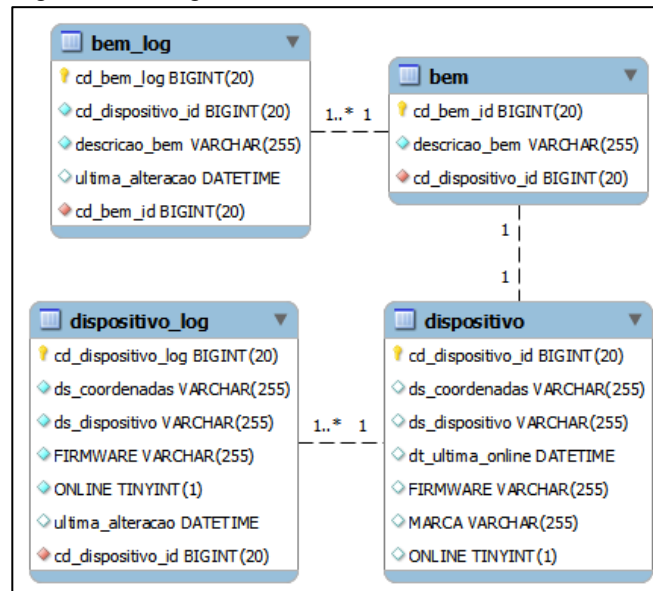 bem_log
cd_bem_log BIGINT(20)
cd_dispositivo_id BIGINT(20)
descricao_bem VARCHAR(255)
ultima_alteracao DATETIME
cd_bem_id BIGINT(20)
1..* 1
bem
cd_bem_id BIGINT(20)
descricao_bem VARCHAR(255)
cd_dispositivo_id BIGINT(20)
1
1
dispositivo_log
cd_dispositivo_log BIGINT(20)
ds_coordenadas VARCHAR(255)
ds_dispositivo VARCHAR(255)
FIRMWARE VARCHAR(255)
ONLINE TINYINT(1)
ultima_alteracao DATETIME
cd_dispositivo_id BIGINT(20)
1..* 1
dispositivo
cd_dispositivo_id BIGINT(20)
ds_coordenadas VARCHAR(255)
ds_dispositivo VARCHAR(255)
dt_ultima_online DATETIME
FIRMWARE VARCHAR(255)
MARCA VARCHAR(255)
ONLINE TINYINT(1)